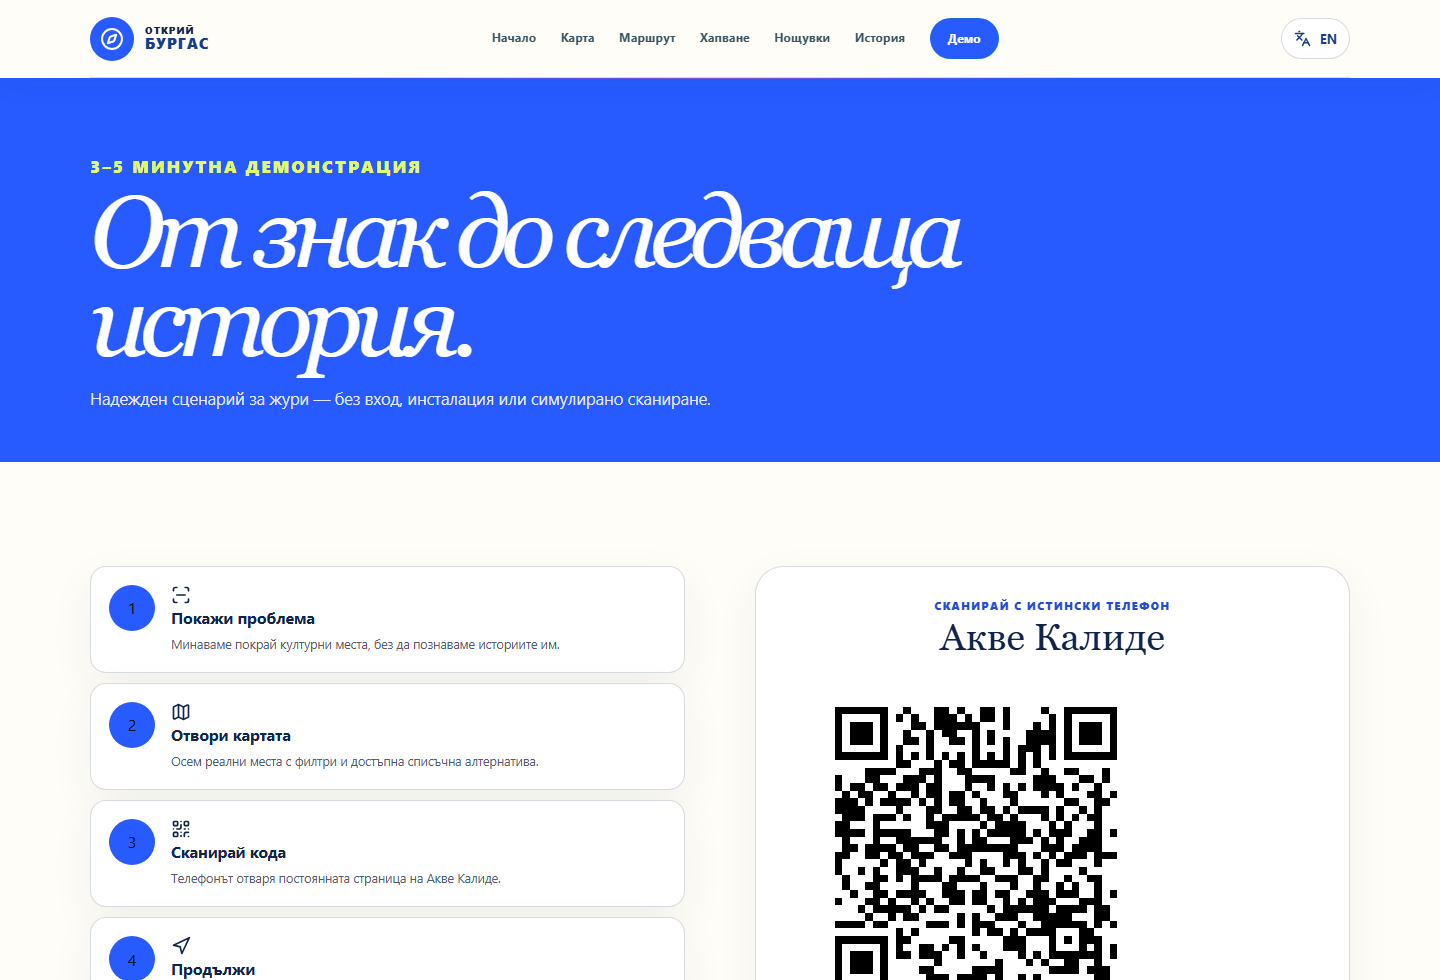 ОТКРИЙ
БУРГАС
Начало Карта Маршрут Хапване Нощувки История Демо
EN
3–5 МИНУТНА ДЕМОНСТРАЦИЯ
От знак до следваща
история.
Надежден сценарий за жури — без вход, инсталация или симулирано сканиране.
1
Покажи проблема
Минаваме покрай културни места, без да познаваме историите им.
2
Отвори картата
Осем реални места с филтри и достъпна списъчна алтернатива.
3
Сканирай кода
Телефонът отваря постоянната страница на Акве Калиде.
4
Продължи
СКАНИРАЙ С ИСТИНСКИ ТЕЛЕФОН
Акве Калиде